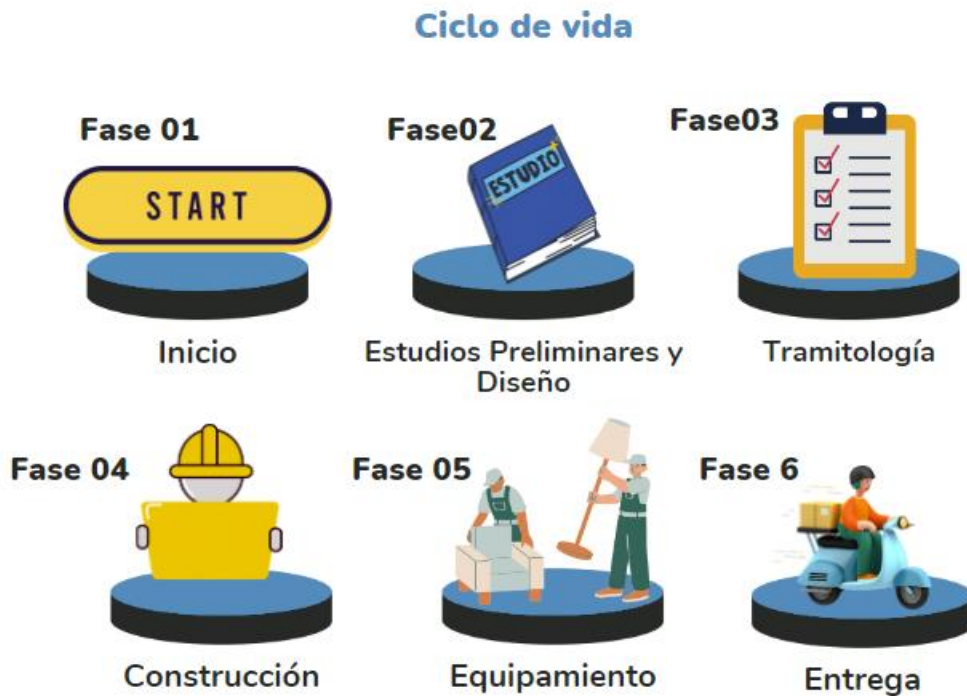 Ciclo de vida
Fase 01
START
Inicio
Fase02
ESTUDIO
Estudios Preliminares y
Diseño
Fase03
Tramitología
Fase 04
Construcción
Fase 05
Equipamiento
Fase 6
Entrega